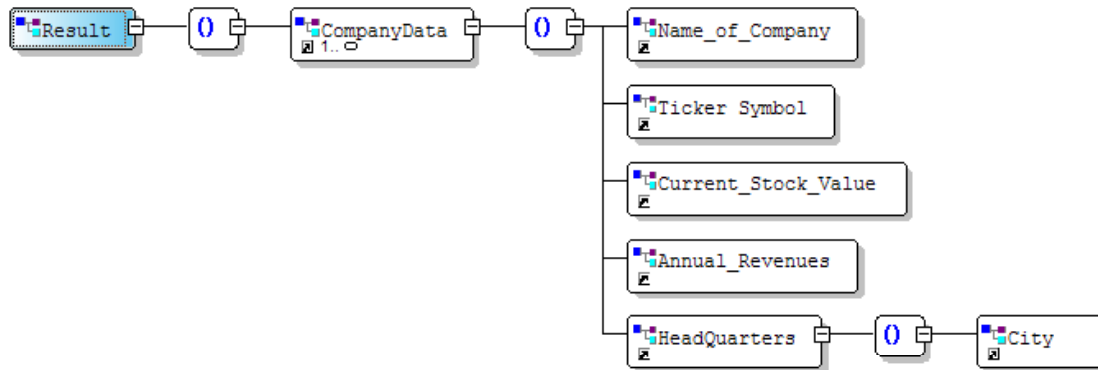 Result
()
CompanyData
1..∞
()
Name_of_Company
Ticker Symbol
Current_Stock_Value
Annual_Revenues
HeadQuarters
()
City